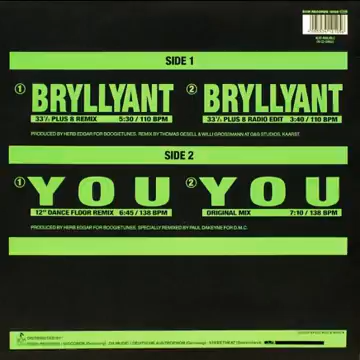 SIDE 1
① BRYLLYANT ② BRYLLYANT
33⅓ PLUS 8 REMIX 5:30 / 110 BPM 33⅓ PLUS 8 RADIO EDIT 3:40 / 110 BPM
PRODUCED BY HERB EDGAR FOR BOOGIETUNES. REMIX BY THOMAS GESELL & WILLI GROSSMANN AT G&G STUDIOS, KAARST.
SIDE 2
① YOU ② YOU
12" DANCE FLOOR REMIX 6:45 / 138 BPM ORIGINAL MIX 7:10 / 138 BPM
PRODUCED BY HERB EDGAR FOR BOOGIETUNES, SPECIALLY REMIXED BY PAUL DAKEYNE FOR D.M.C.